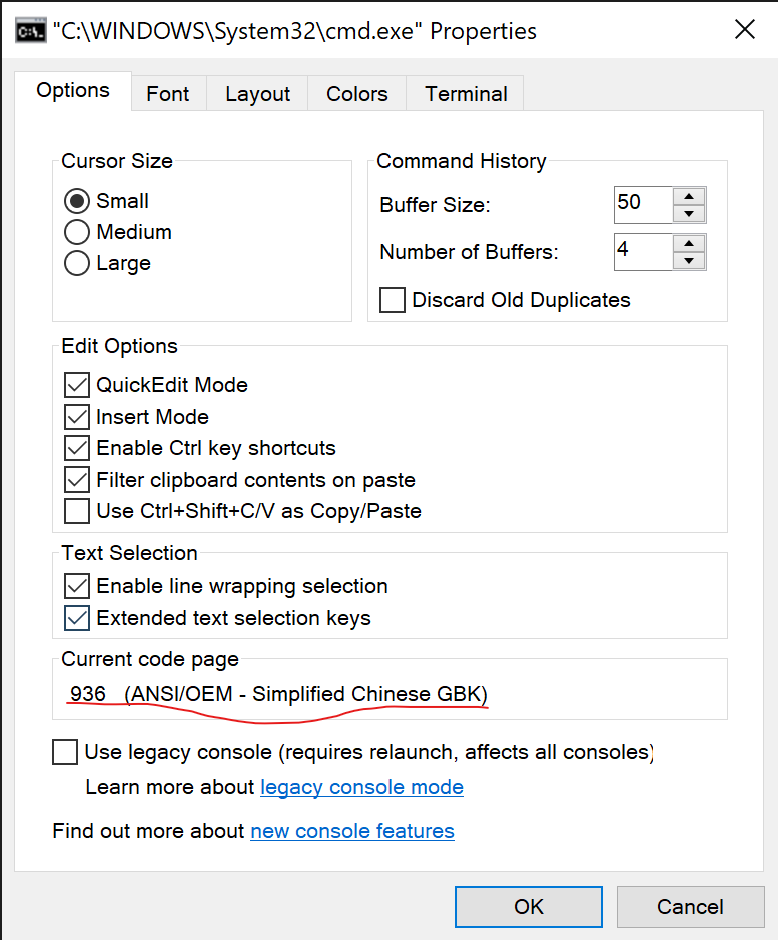 "C:\WINDOWS\System32\cmd.exe" Properties
Options Font Layout Colors Terminal
Cursor Size
Small
Medium
Large
Command History
Buffer Size: 50
Number of Buffers: 4
Discard Old Duplicates
Edit Options
QuickEdit Mode
Insert Mode
Enable Ctrl key shortcuts
Filter clipboard contents on paste
Use Ctrl+Shift+C/V as Copy/Paste
Text Selection
Enable line wrapping selection
Extended text selection keys
Current code page
936 (ANSI/OEM - Simplified Chinese GBK)
Use legacy console (requires relaunch, affects all consoles)
Learn more about legacy console mode
Find out more about new console features
OK Cancel